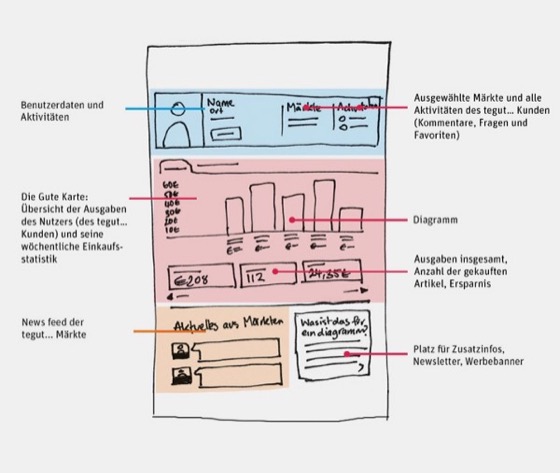 Benutzerdaten und
Aktivitäten
Name
ort
Märkte
Ausgewählte Märkte und alle
Aktivitäten des tegut... Kunden
(Kommentare, Fragen und
Favoriten)
Die Gute Karte:
Übersicht der Ausgaben
des Nutzers (des tegut...
Kunden) und seine
wöchentliche Einkaufs-
statistik
60€
40€
30€
20€
10€
Diagramm
€208
112
24,35€
Ausgaben insgesamt,
Anzahl der gekauften
Artikel, Ersparnis
News feed der
tegut... Märkte
Aktuelles aus Märkten
Was ist das für
ein diagramm?
Platz für Zusatzinfos,
Newsletter, Werbebanner